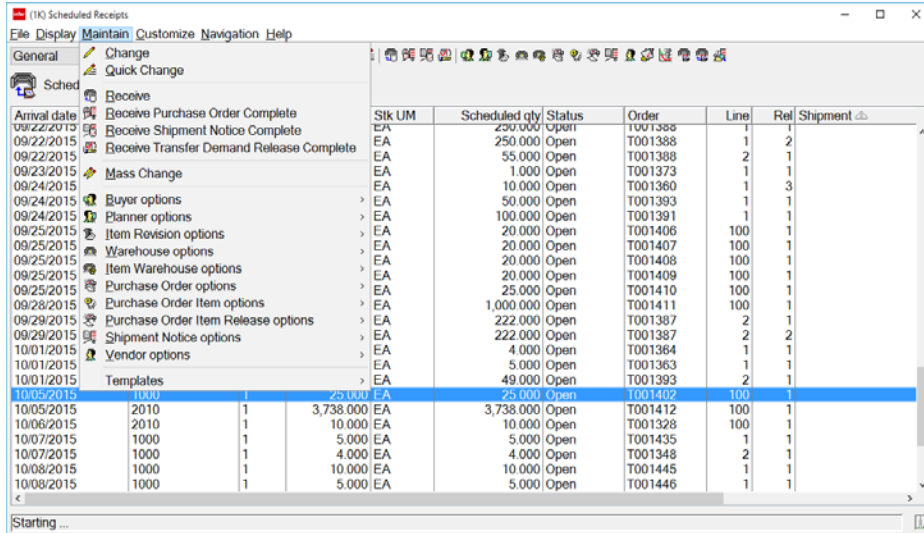 (1K) Scheduled Receipts
File Display Maintain Customize Navigation Help
General
Sched
Change
Quick Change
Receive
Receive Purchase Order Complete
Receive Shipment Notice Complete
Receive Transfer Demand Release Complete
Mass Change
Buyer options
Planner options
Item Revision options
Warehouse options
Item Warehouse options
Purchase Order options
Purchase Order Item options
Purchase Order Item Release options
Shipment Notice options
Vendor options
Templates
Arrival date Stk UM Scheduled qty Status Order Line Rel Shipment
09/22/2015 EA 250.000 Open T001388 1 1
09/22/2015 EA 250.000 Open T001388 1 2
09/22/2015 EA 55.000 Open T001388 2 1
09/23/2015 EA 1.000 Open T001373 1 1
09/24/2015 EA 10.000 Open T001360 1 3
09/24/2015 EA 50.000 Open T001393 1 1
09/24/2015 EA 100.000 Open T001391 1 1
09/25/2015 EA 20.000 Open T001406 100 1
09/25/2015 EA 20.000 Open T001407 100 1
09/25/2015 EA 20.000 Open T001408 100 1
09/25/2015 EA 20.000 Open T001409 100 1
09/25/2015 EA 25.000 Open T001410 100 1
09/28/2015 EA 1,000.000 Open T001411 100 1
09/29/2015 EA 222.000 Open T001387 2 1
09/29/2015 EA 222.000 Open T001387 2 2
10/01/2015 EA 4.000 Open T001364 1 1
10/01/2015 EA 5.000 Open T001363 1 1
10/01/2015 EA 49.000 Open T001393 2 1
10/05/2015 1000 1 25.000 EA 25.000 Open T001402 100 1
10/05/2015 2010 1 3,738.000 EA 3,738.000 Open T001412 100 1
10/06/2015 2010 1 10.000 EA 10.000 Open T001328 100 1
10/07/2015 1000 1 5.000 EA 5.000 Open T001435 1 1
10/07/2015 1000 1 4.000 EA 4.000 Open T001348 2 1
10/08/2015 1000 1 10.000 EA 10.000 Open T001445 1 1
10/08/2015 1000 1 5.000 EA 5.000 Open T001446 1 1
Starting ...